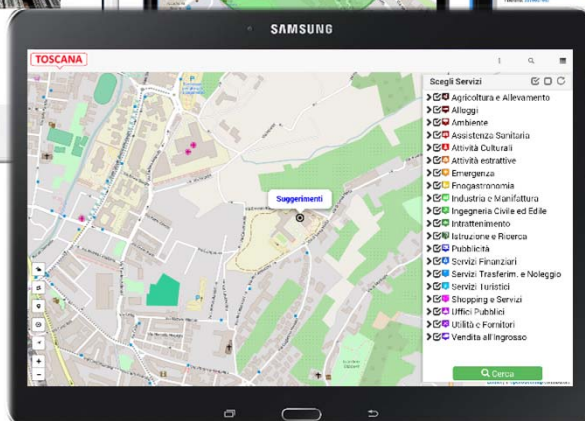 SAMSUNG
TOSCANA
Scegli Servizi
Agricoltura e Allevamento
Alloggi
Ambiente
Assistenza Sanitaria
Attività Culturali
Attività estrattive
Emergenza
Enogastronomia
Industria e Manifattura
Ingegneria Civile ed Edile
Intrattenimento
Istruzione e Ricerca
Pubblicità
Servizi Finanziari
Servizi Trasferim. e Noleggio
Servizi Turistici
Shopping e Servizi
Uffici Pubblici
Utilità e Fornitori
Vendita all'Ingrosso
Cerca
Suggerimenti